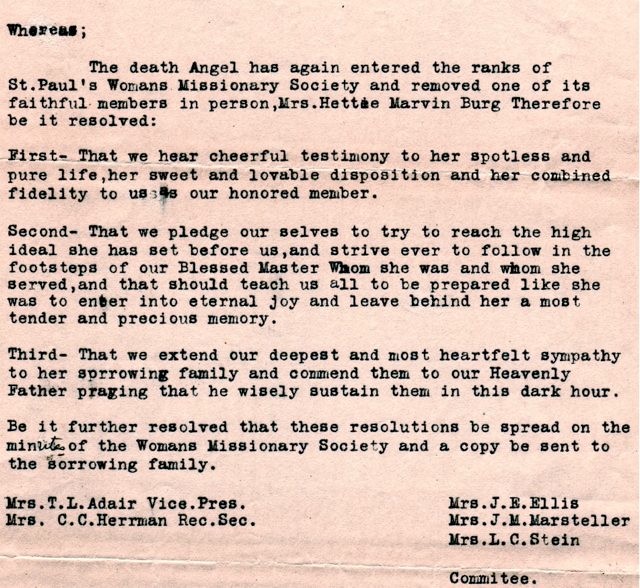 Whereas;
The death Angel has again entered the ranks of
St.Paul's Womans Missionary Society and removed one of its
faithful members in person,Mrs.Hettie Marvin Burg Therefore
be it resolved:
First- That we hear cheerful testimony to her spotless and
pure life,her sweet and lovable disposition and her combined
fidelity to us as our honored member.
Second- That we pledge our selves to try to reach the high
ideal she has set before us,and strive ever to follow in the
footsteps of our Blessed Master Whom she was and whom she
served,and that should teach us all to be prepared like she
was to enter into eternal joy and leave behind her a most
tender and precious memory.
Third- That we extend our deepest and most heartfelt sympathy
to her sprrowing family and commend them to our Heavenly
Father praging that he wisely sustain them in this dark hour.
Be it further resolved that these resolutions be spread on the
minute of the Womans Missionary Society and a copy be sent to
the sorrowing family.
Mrs.T.L.Adair Vice.Pres. Mrs.J.E.Ellis
Mrs. C.C.Herrman Rec.Sec. Mrs.J.M.Marsteller
Mrs.L.C.Stein
Commitee.